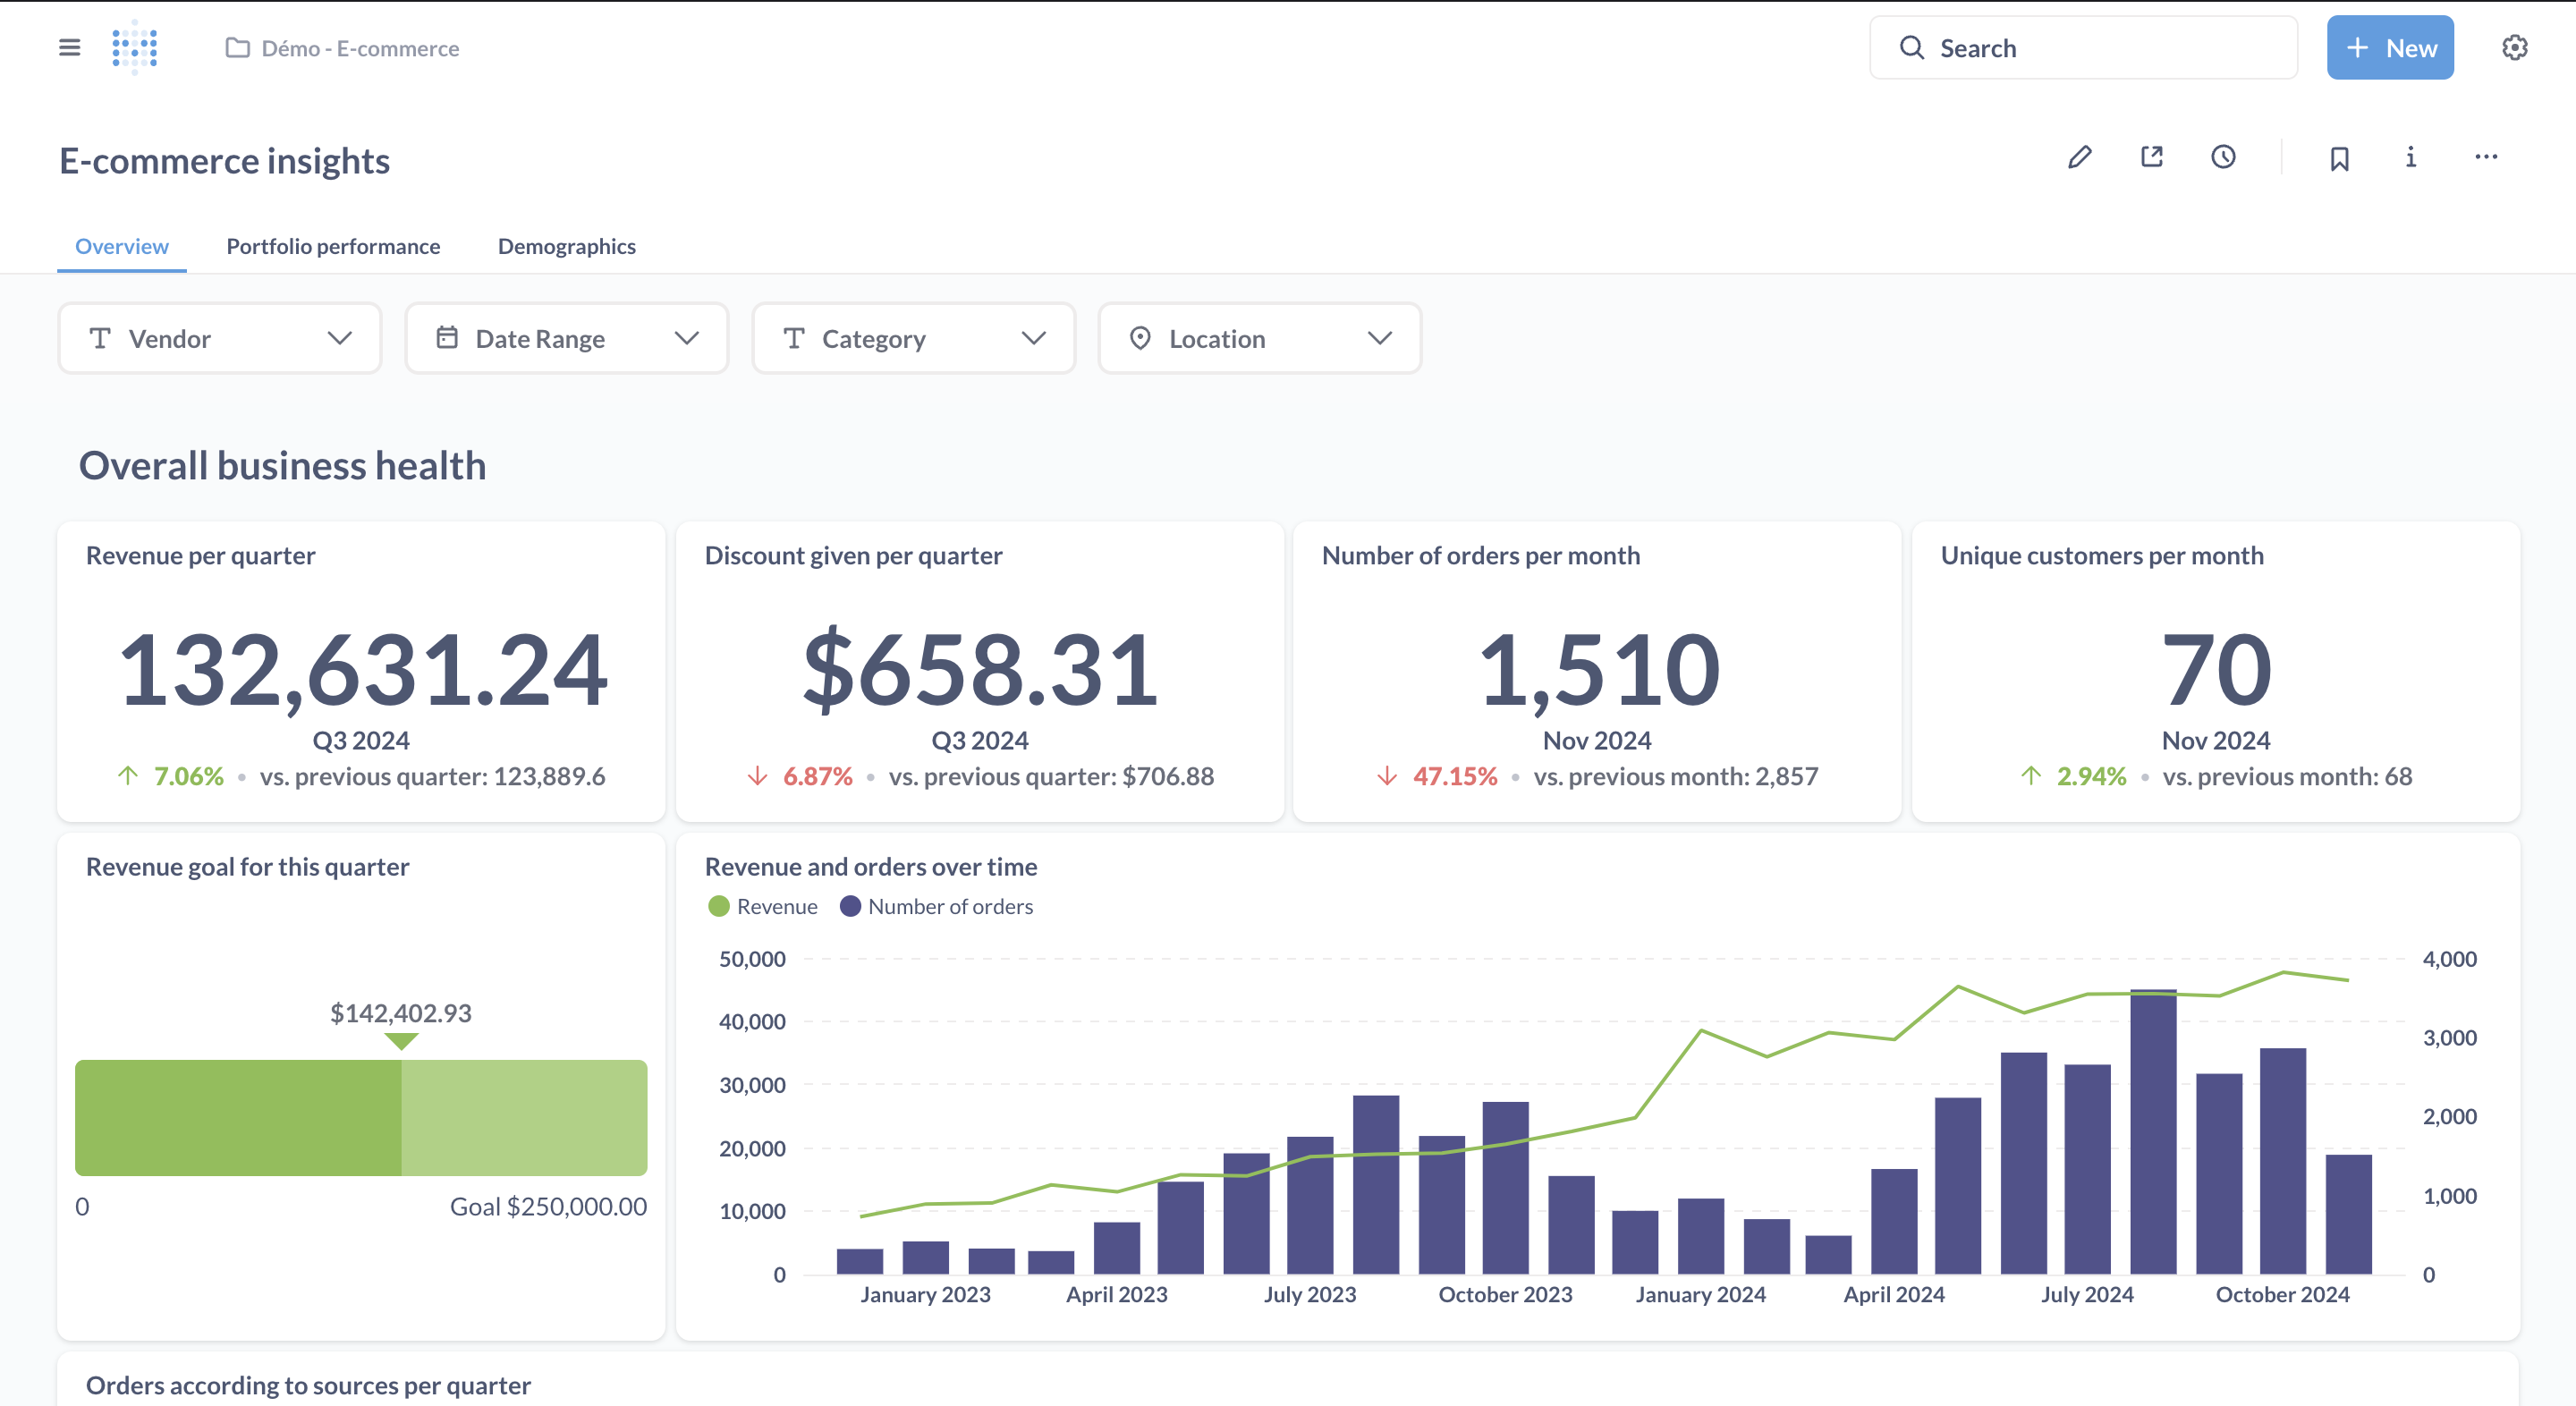 Démo - E-commerce
Search
+ New
E-commerce insights
Overview
Portfolio performance
Demographics
Vendor
Date Range
Category
Location
Overall business health
Revenue per quarter
132,631.24
Q3 2024
↑ 7.06% • vs. previous quarter: 123,889.6
Discount given per quarter
$658.31
Q3 2024
↓ 6.87% • vs. previous quarter: $706.88
Number of orders per month
1,510
Nov 2024
↓ 47.15% • vs. previous month: 2,857
Unique customers per month
70
Nov 2024
↑ 2.94% • vs. previous month: 68
Revenue goal for this quarter
$142,402.93
0
Goal $250,000.00
Revenue and orders over time
Revenue
Number of orders
50,000
40,000
30,000
20,000
10,000
0
4,000
3,000
2,000
1,000
0
January 2023
April 2023
July 2023
October 2023
January 2024
April 2024
July 2024
October 2024
Orders according to sources per quarter